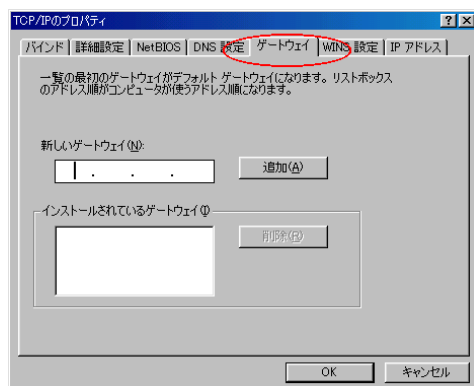 TCP/IPのプロパティ
バインド 詳細設定 NetBIOS DNS 設定 ゲートウェイ WINS 設定 IP アドレス
一覧の最初のゲートウェイがデフォルト ゲートウェイになります。リストボックス
のアドレス順がコンピュータが使うアドレス順になります。
新しいゲートウェイ(N):
. . .
追加(A)
インストールされているゲートウェイ(I)
削除(R)
OK キャンセル